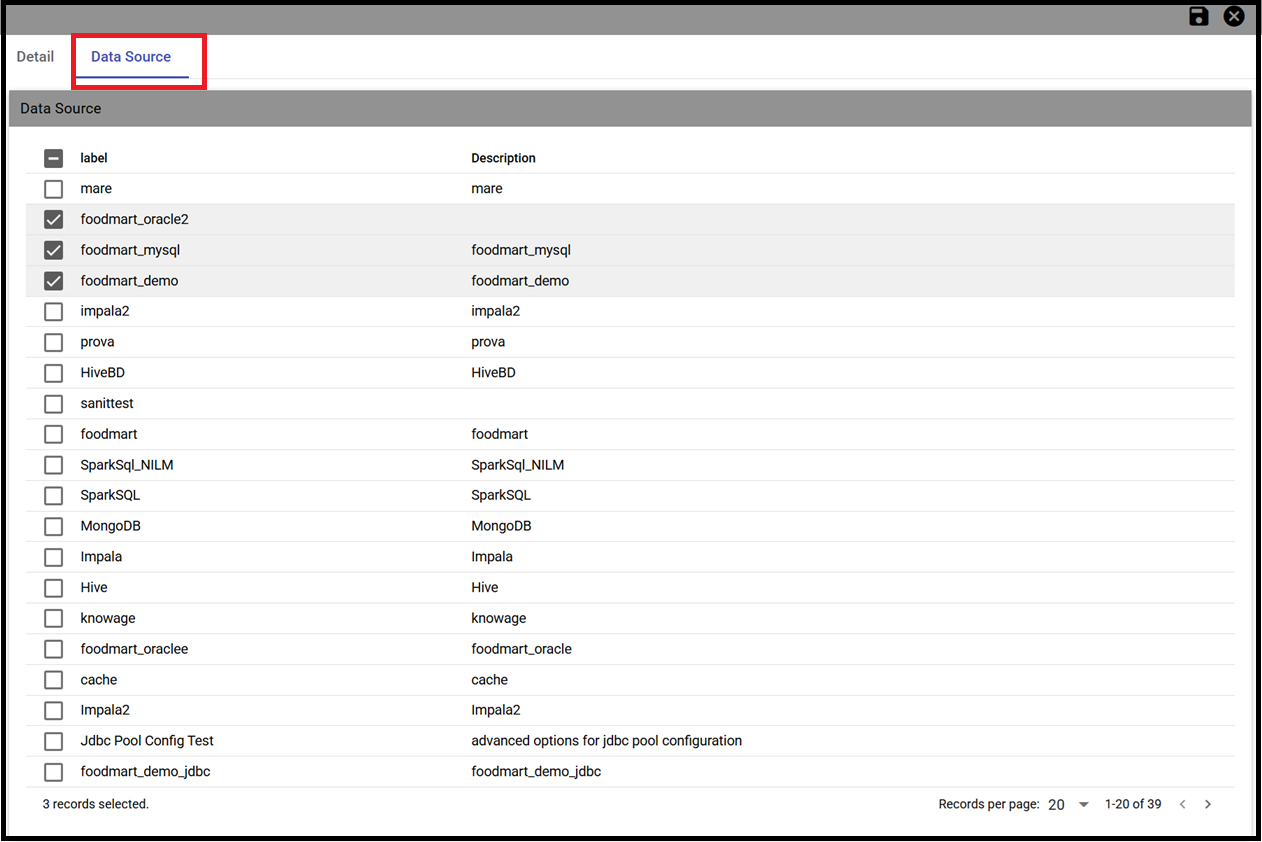 Detail Data Source
Data Source
label Description
mare mare
foodmart_oracle2
foodmart_mysql foodmart_mysql
foodmart_demo foodmart_demo
impala2 impala2
prova prova
HiveBD HiveBD
sanittest
foodmart foodmart
SparkSql_NILM SparkSql_NILM
SparkSQL SparkSQL
MongoDB MongoDB
Impala Impala
Hive Hive
knowage knowage
foodmart_oraclee foodmart_oracle
cache cache
Impala2 Impala2
Jdbc Pool Config Test advanced options for jdbc pool configuration
foodmart_demo_jdbc foodmart_demo_jdbc
3 records selected. Records per page: 20 1-20 of 39